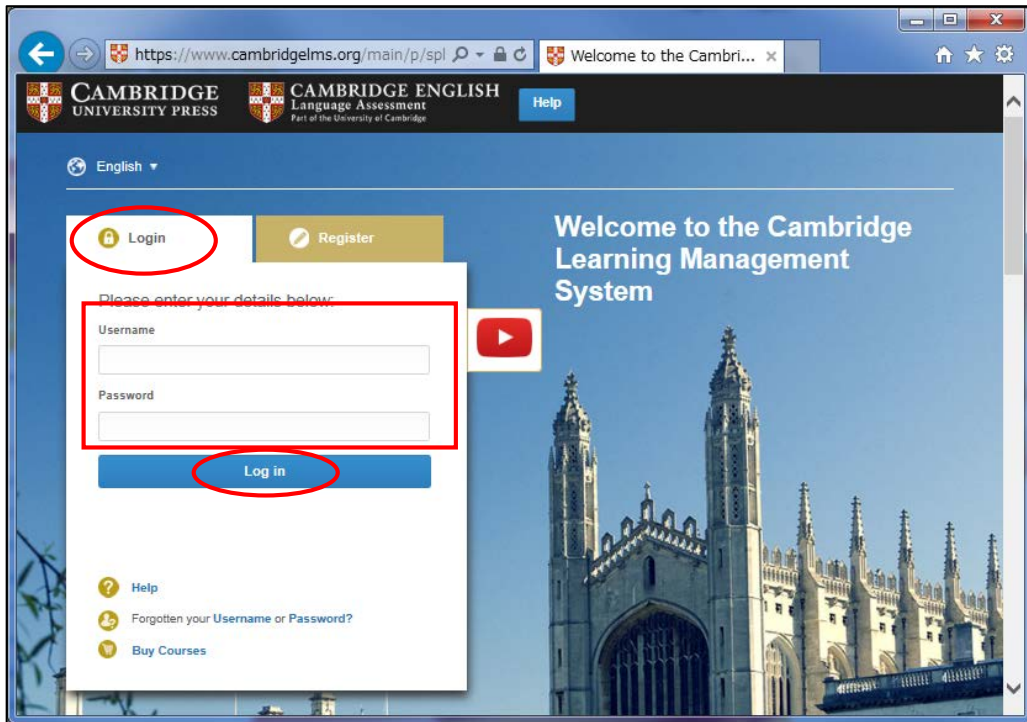 https://www.cambridgelms.org/main/p/spl
Welcome to the Cambri...
CAMBRIDGE
UNIVERSITY PRESS
CAMBRIDGE ENGLISH
Language Assessment
Part of the University of Cambridge
Help
English
Login
Register
Please enter your details below:
Username
Password
Log in
Help
Forgotten your Username or Password?
Buy Courses
Welcome to the Cambridge
Learning Management
System